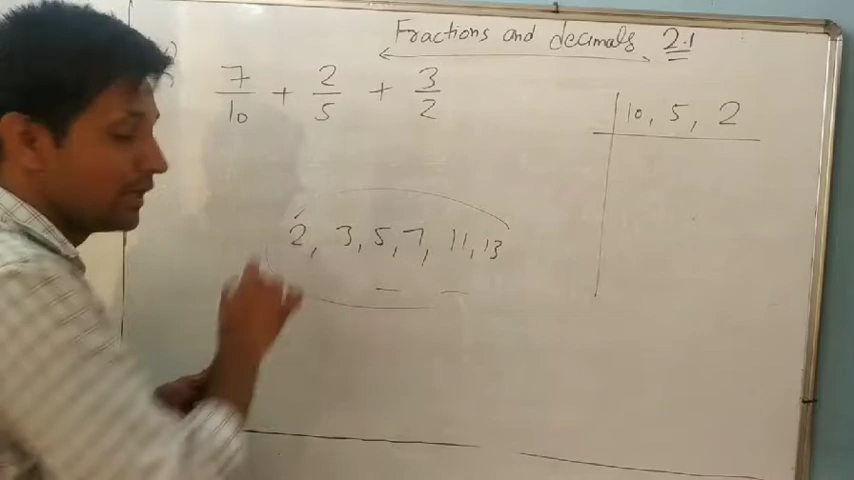 Fractions and decimals 2.1
7/10 + 2/5 + 3/2
10, 5, 2
2, 3, 5, 7, 11, 13